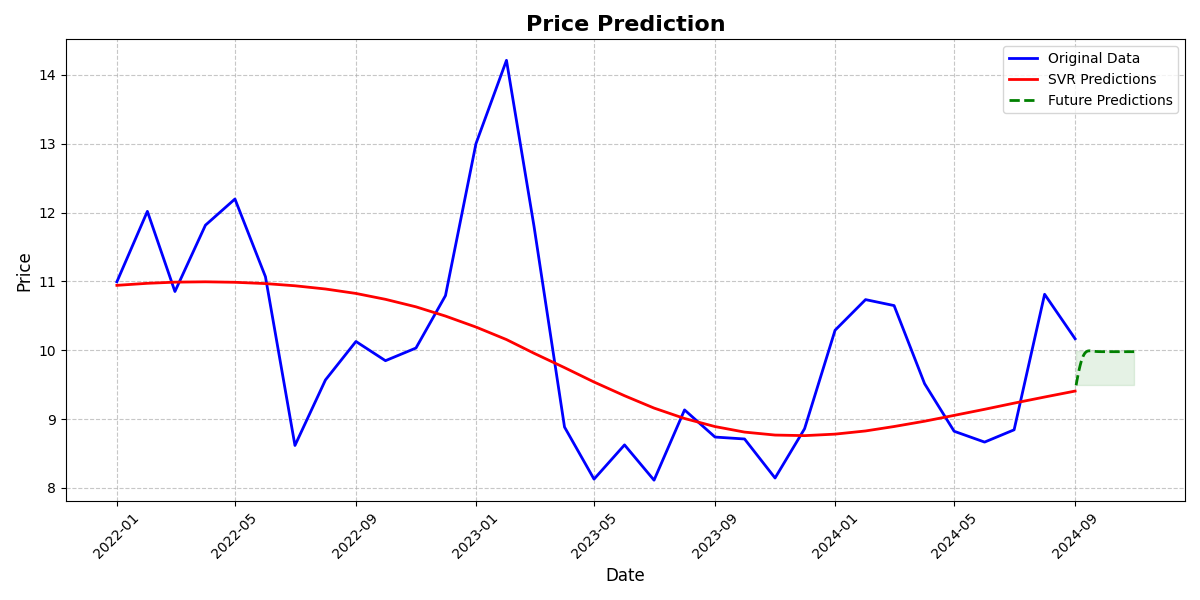 Price Prediction
Original Data
SVR Predictions
Future Predictions
Price
14
13
12
11
10
9
8
2022-01
2022-05
2022-09
2023-01
2023-05
2023-09
2024-01
2024-05
2024-09
Date